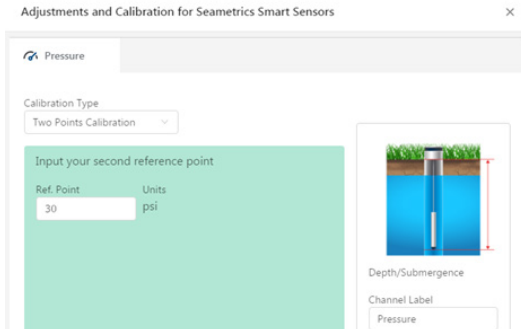 Adjustments and Calibration for Seametrics Smart Sensors
Pressure
Calibration Type
Two Points Calibration
Input your second reference point
Ref. Point Units
30 psi
Depth/Submergence
Channel Label
Pressure